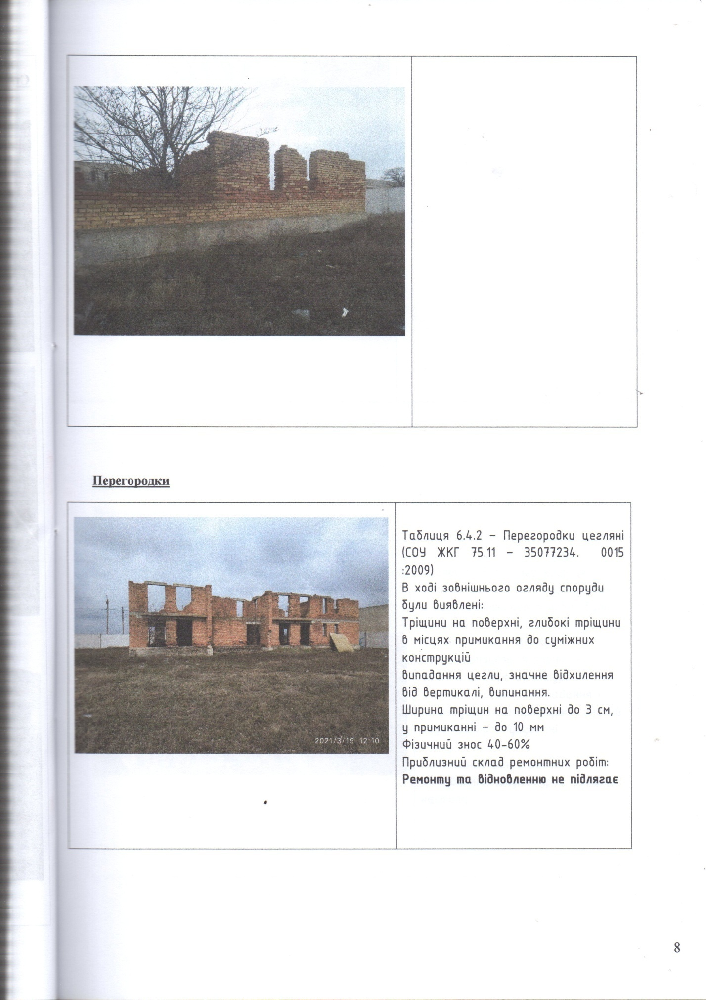 Перегородки
2021/3/19 12:10
Таблиця 6.4.2 – Перегородки цегляні
(СОУ ЖКГ 75.11 – 35077234. 0015
:2009)
В ході зовнішнього огляду споруди
були виявлені:
Тріщини на поверхні, глибокі тріщини
в місцях примикання до суміжних
конструкцій
випадання цегли, значне відхилення
від вертикалі, випинання.
Ширина тріщин на поверхні до 3 см,
у примиканні – до 10 мм
Фізичний знос 40-60%
Приблизний склад ремонтних робіт:
Ремонту та відновленню не підлягає
8